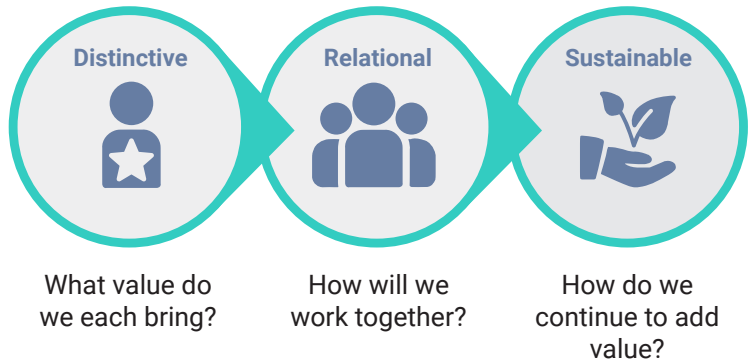 Distinctive
Relational
Sustainable
What value do
we each bring?
How will we
work together?
How do we
continue to add
value?